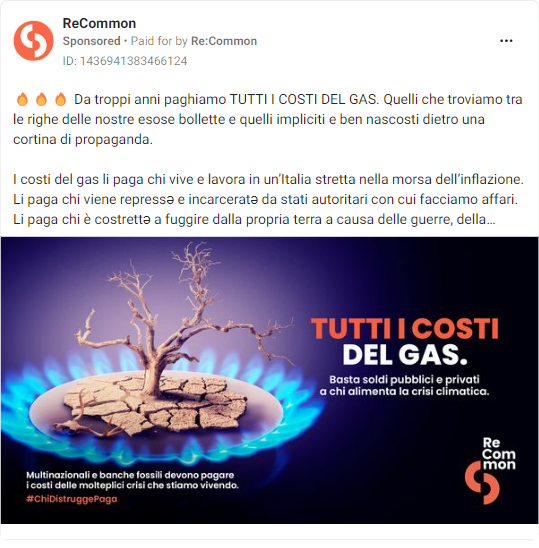 ReCommon
Sponsored • Paid for by Re:Common
ID: 1436941383466124
🔥 🔥 🔥 Da troppi anni paghiamo TUTTI I COSTI DEL GAS. Quelli che troviamo tra
le righe delle nostre esose bollette e quelli impliciti e ben nascosti dietro una
cortina di propaganda.
I costi del gas li paga chi vive e lavora in un’Italia stretta nella morsa dell’inflazione.
Li paga chi viene repressə e incarceratə da stati autoritari con cui facciamo affari.
Li paga chi è costrettə a fuggire dalla propria terra a causa delle guerre, della…
TUTTI I COSTI
DEL GAS.
Basta soldi pubblici e privati
a chi alimenta la crisi climatica.
Multinazionali e banche fossili devono pagare
i costi delle molteplici crisi che stiamo vivendo.
#ChiDistruggePaga
Re
Com
mon